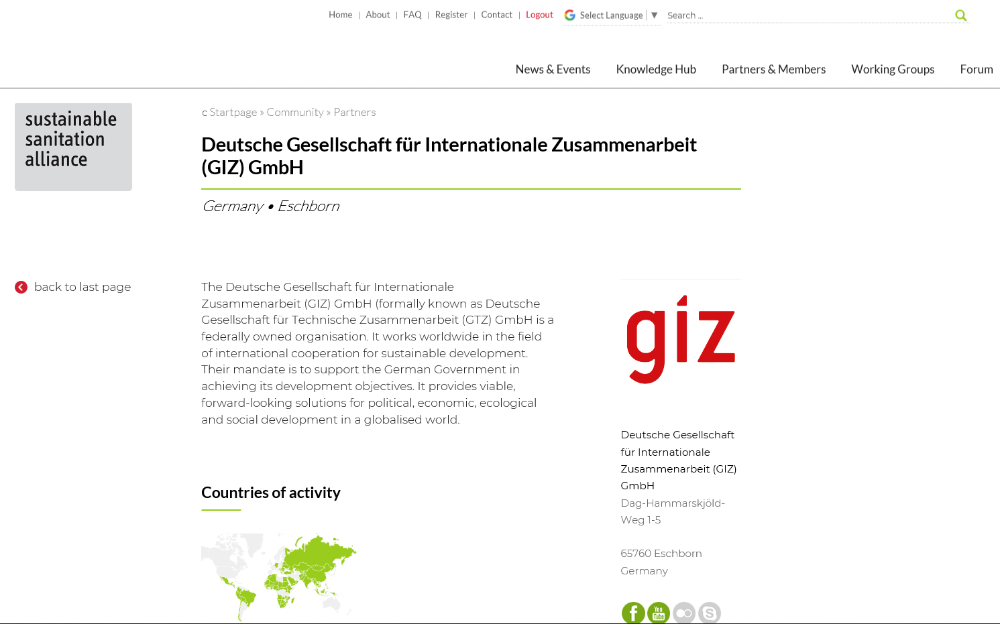 Home | About | FAQ | Register | Contact | Logout Select Language ▼ Search ...
News & Events Knowledge Hub Partners & Members Working Groups Forum
sustainable
sanitation
alliance
c Startpage » Community » Partners
Deutsche Gesellschaft für Internationale Zusammenarbeit
(GIZ) GmbH
Germany • Eschborn
back to last page
The Deutsche Gesellschaft für Internationale
Zusammenarbeit (GIZ) GmbH (formally known as Deutsche
Gesellschaft für Technische Zusammenarbeit (GTZ) GmbH is a
federally owned organisation. It works worldwide in the field
of international cooperation for sustainable development.
Their mandate is to support the German Government in
achieving its development objectives. It provides viable,
forward-looking solutions for political, economic, ecological
and social development in a globalised world.
giz
Deutsche Gesellschaft
für Internationale
Zusammenarbeit (GIZ)
GmbH
Dag-Hammarskjöld-
Weg 1-5
65760 Eschborn
Germany
Countries of activity
You
Tube